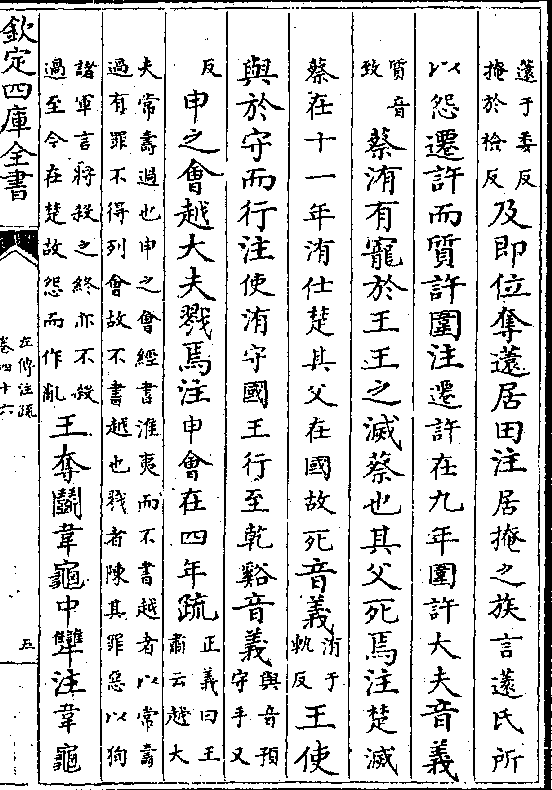 薳于委反
掩於檢反
及即位奪薳居田注居掩之族言薳氏所
以怨遷許而質許圍注遷許在九年圍許大夫音義
質音
致
蔡洧有寵於王王之滅蔡也其父死焉注楚滅
蔡在十一年洧仕楚其父在國故死音義
洧于
軌反
王使
與於守而行注使洧守國王行至乾谿音義
與音預
守手又
反
申之會越大夫戮焉注申會在四年疏
正義曰王
肅云越大
夫常壽過也申之會經書淮夷而不書越者以常壽
過有罪不得列會故不書越也戮者陳其罪惡以狥
諸軍言將殺之終亦不殺
過至令在楚故怨而作亂
王奪鬭韋龜中犫注韋龜
欽定四庫全書
左傳注疏
卷四十六
五